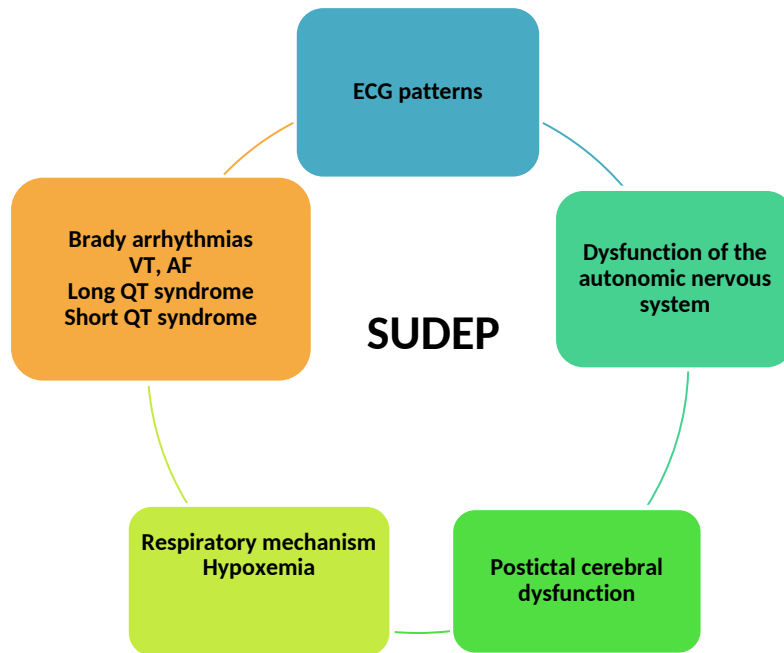 ECG patterns
Dysfunction of the
autonomic nervous
system
Brady arrhythmias
VT, AF
Long QT syndrome
Short QT syndrome
SUDEP
Respiratory mechanism
Hypoxemia
Postictal cerebral
dysfunction